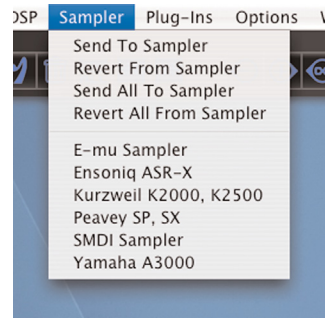 DSP Sampler Plug-Ins Options
Send To Sampler
Revert From Sampler
Send All To Sampler
Revert All From Sampler
E-mu Sampler
Ensoniq ASR-X
Kurzweil K2000, K2500
Peavey SP, SX
SMDI Sampler
Yamaha A3000